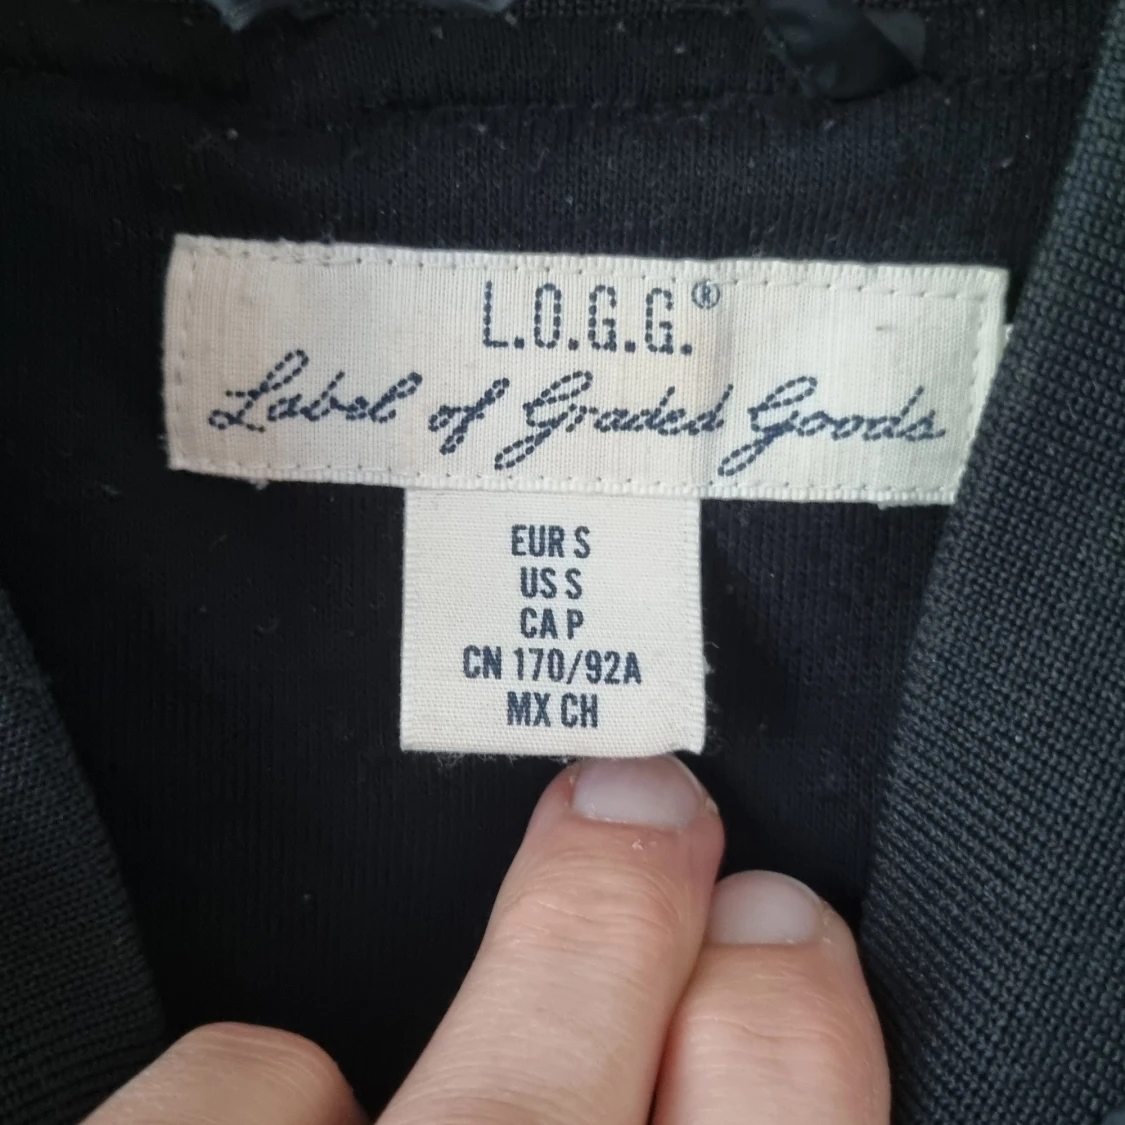 L.O.G.G.®
Label of Graded Goods
EUR S
US S
CA P
CN 170/92A
MX CH